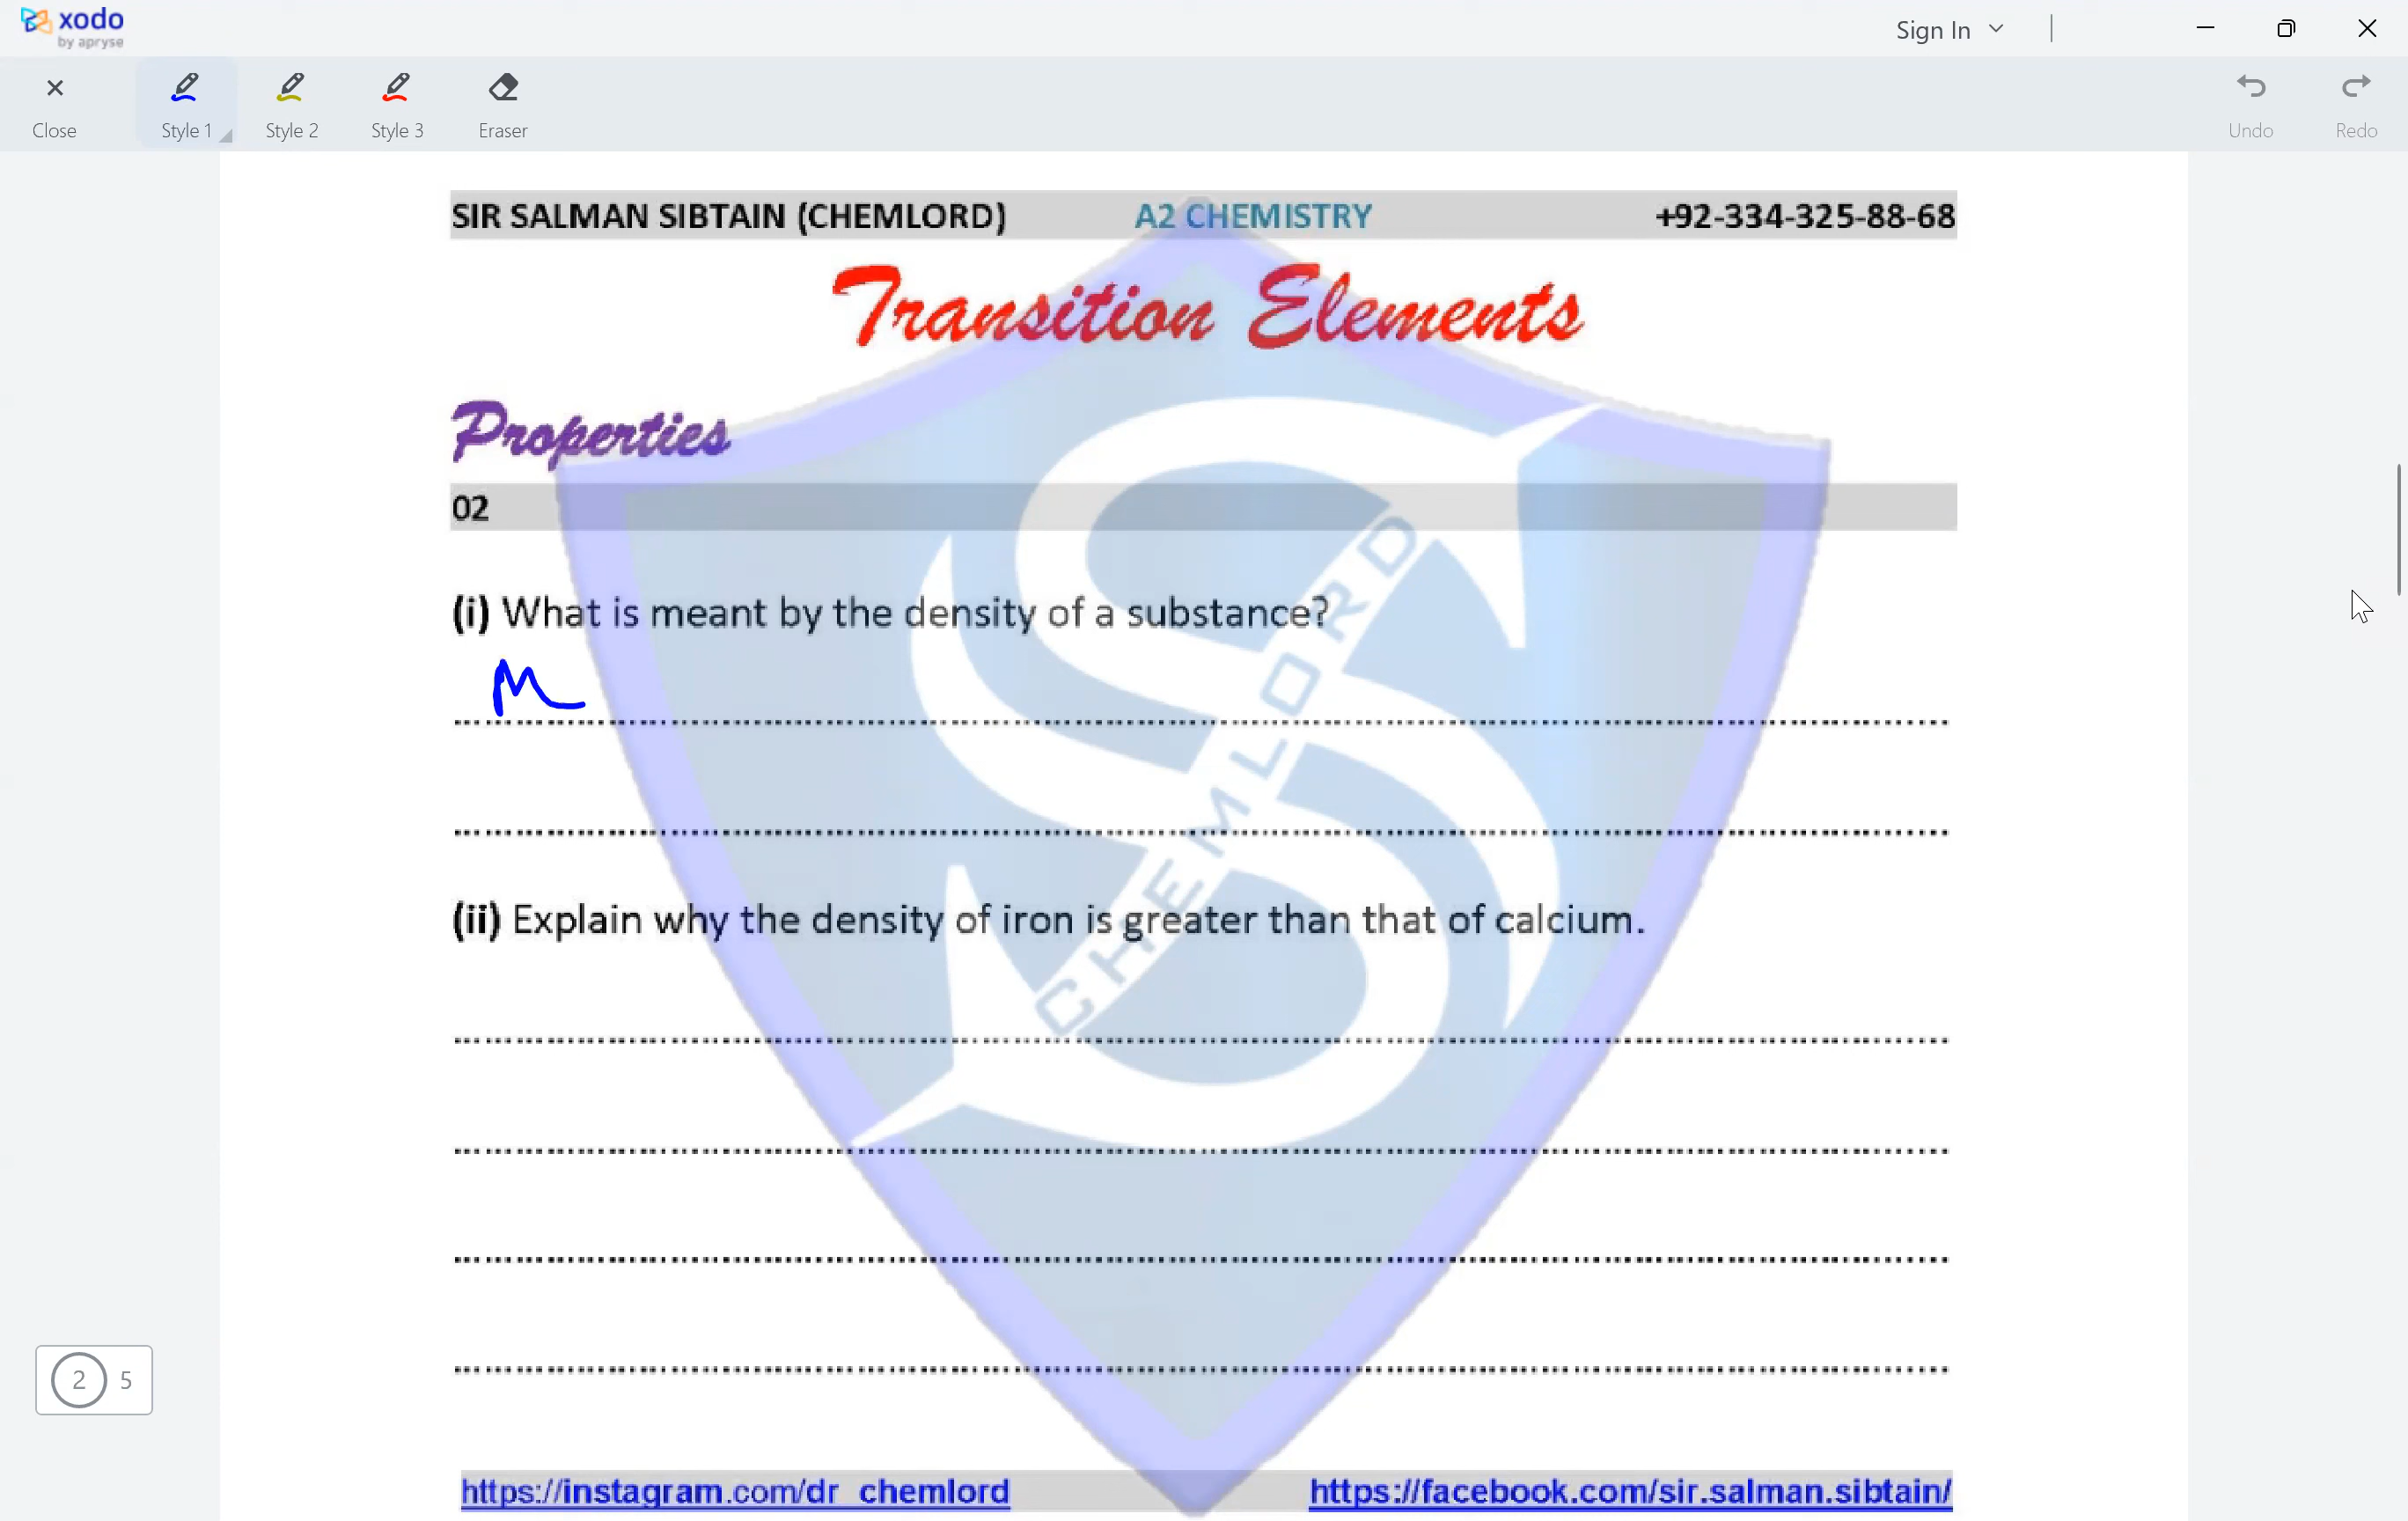 xodo
by apryse
Sign In
Close
Style 1
Style 2
Style 3
Eraser
Undo
Redo
SIR SALMAN SIBTAIN (CHEMLORD) A2 CHEMISTRY +92-334-325-88-68
Transition Elements
Properties
02
(i) What is meant by the density of a substance?
M
(ii) Explain why the density of iron is greater than that of calcium.
CHEMLORD
2 5
https://instagram.com/dr_chemlord https://facebook.com/sir.salman.sibtain/